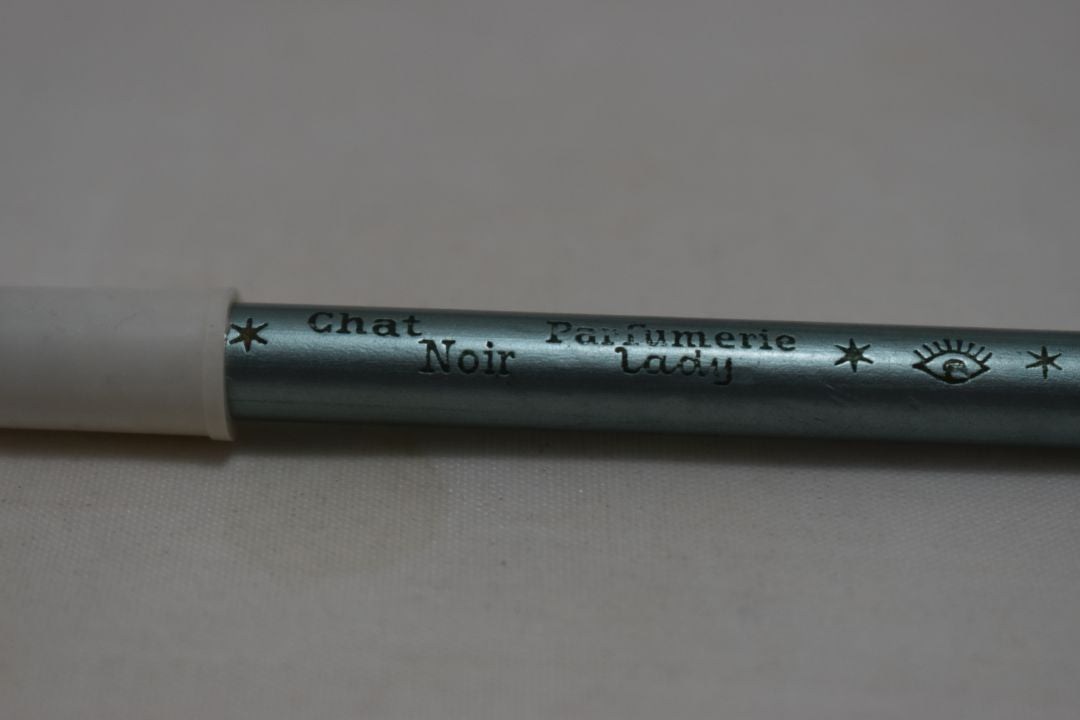 Chat
Noir
Parfumerie
lady